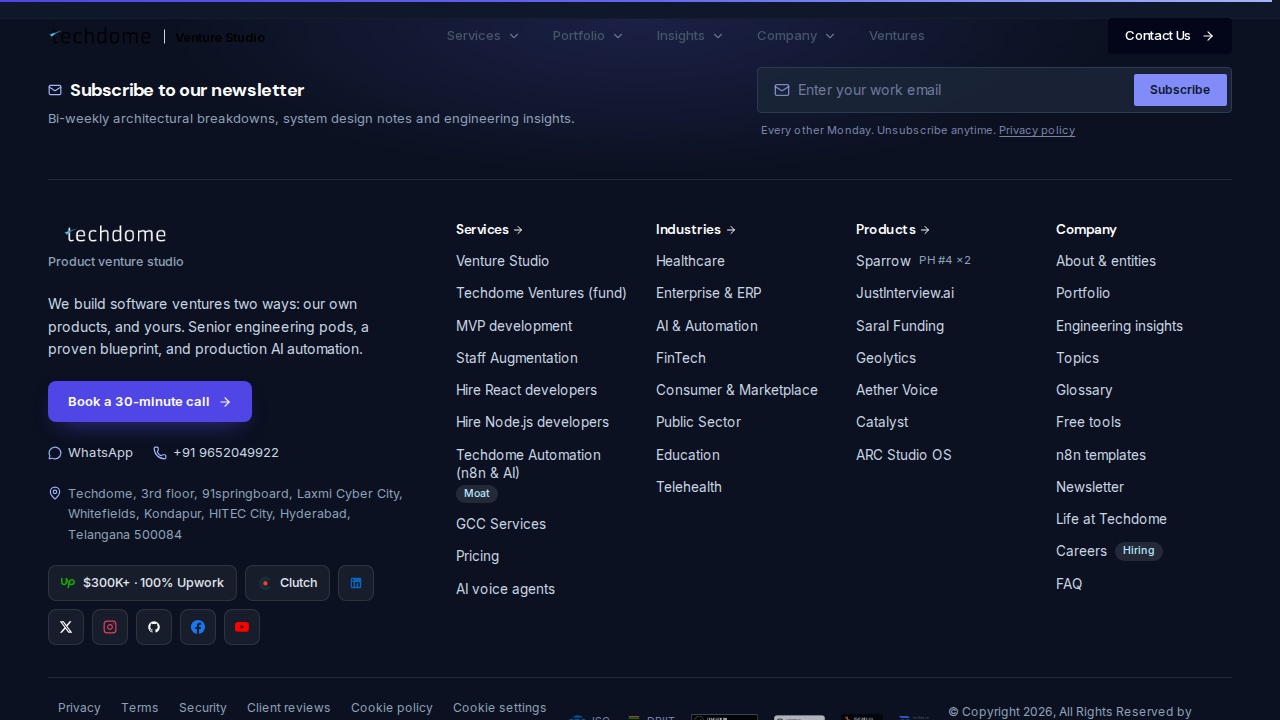 techdome | Venture Studio
Services Portfolio Insights Company Ventures
Contact Us
Subscribe to our newsletter
Bi-weekly architectural breakdowns, system design notes and engineering insights.
Enter your work email
Subscribe
Every other Monday. Unsubscribe anytime. Privacy policy
techdome
Product venture studio
We build software ventures two ways: our own
products, and yours. Senior engineering pods, a
proven blueprint, and production AI automation.
Book a 30-minute call
WhatsApp +91 9652049922
Techdome, 3rd floor, 91springboard, Laxmi Cyber City,
Whitefields, Kondapur, HITEC City, Hyderabad,
Telangana 500084
Up $300K+ · 100% Upwork
Clutch
Services
Venture Studio
Techdome Ventures (fund)
MVP development
Staff Augmentation
Hire React developers
Hire Node.js developers
Techdome Automation
(n8n & AI)
Moat
GCC Services
Pricing
AI voice agents
Industries
Healthcare
Enterprise & ERP
AI & Automation
FinTech
Consumer & Marketplace
Public Sector
Education
Telehealth
Products
Sparrow PH #4 ×2
JustInterview.ai
Saral Funding
Geolytics
Aether Voice
Catalyst
ARC Studio OS
Company
About & entities
Portfolio
Engineering insights
Topics
Glossary
Free tools
n8n templates
Newsletter
Life at Techdome
Careers Hiring
FAQ
Privacy Terms Security Client reviews Cookie policy Cookie settings
ISO DPIIT
© Copyright 2026, All Rights Reserved by